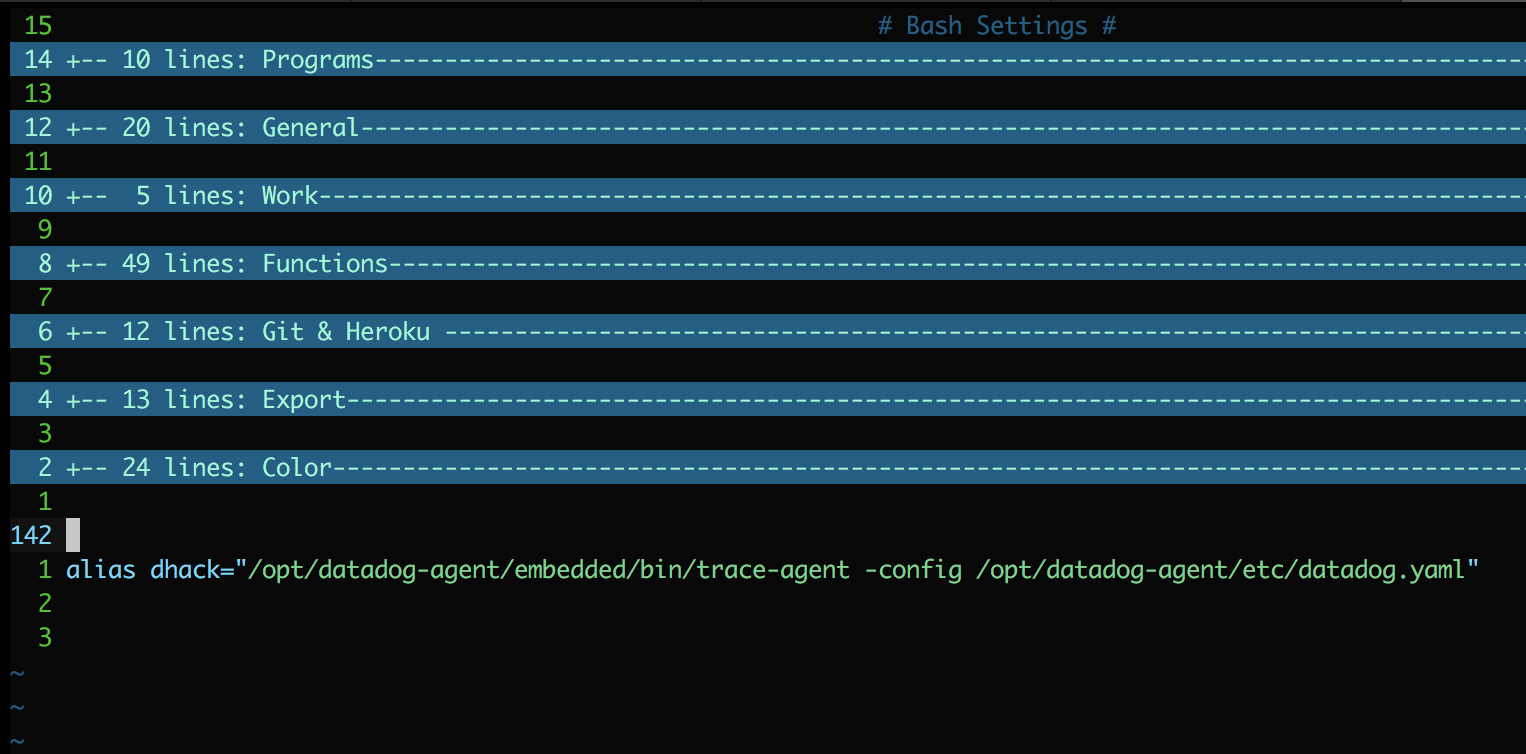 15 # Bash Settings #
14 +-- 10 lines: Programs-----------------------------------------------------------------------------------
13
12 +-- 20 lines: General------------------------------------------------------------------------------------
11
10 +--  5 lines: Work---------------------------------------------------------------------------------------
9
8 +-- 49 lines: Functions----------------------------------------------------------------------------------
7
6 +-- 12 lines: Git & Heroku ------------------------------------------------------------------------------
5
4 +-- 13 lines: Export-------------------------------------------------------------------------------------
3
2 +-- 24 lines: Color--------------------------------------------------------------------------------------
1
142
1 alias dhack="/opt/datadog-agent/embedded/bin/trace-agent -config /opt/datadog-agent/etc/datadog.yaml"
2
3
~
~
~